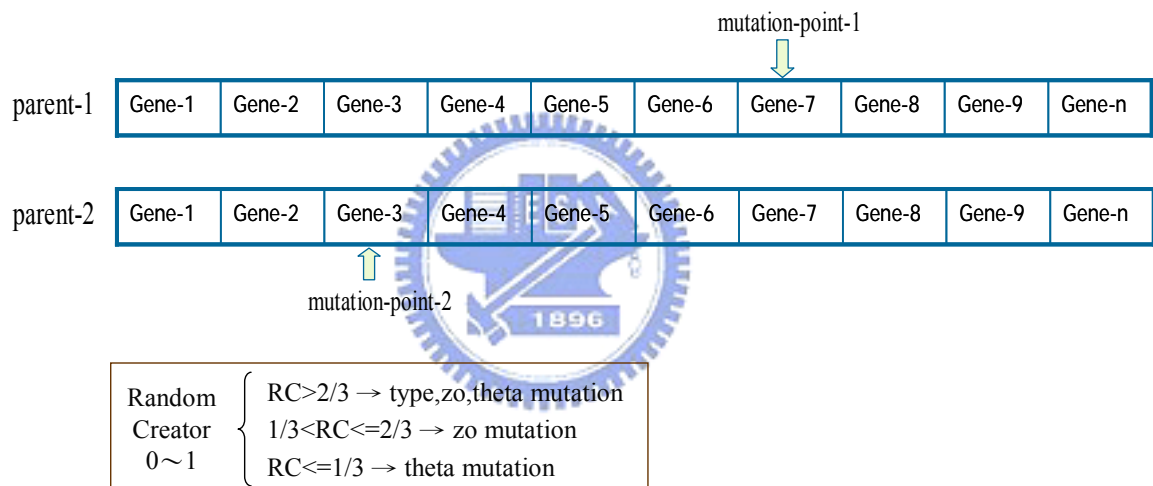 mutation-point-1
parent-1 Gene-1 Gene-2 Gene-3 Gene-4 Gene-5 Gene-6 Gene-7 Gene-8 Gene-9 Gene-n
parent-2 Gene-1 Gene-2 Gene-3 Gene-4 Gene-5 Gene-6 Gene-7 Gene-8 Gene-9 Gene-n
mutation-point-2
1896
Random
Creator
0~1
RC>2/3 → type,zo,theta mutation
1/3<RC<=2/3 → zo mutation
RC<=1/3 → theta mutation